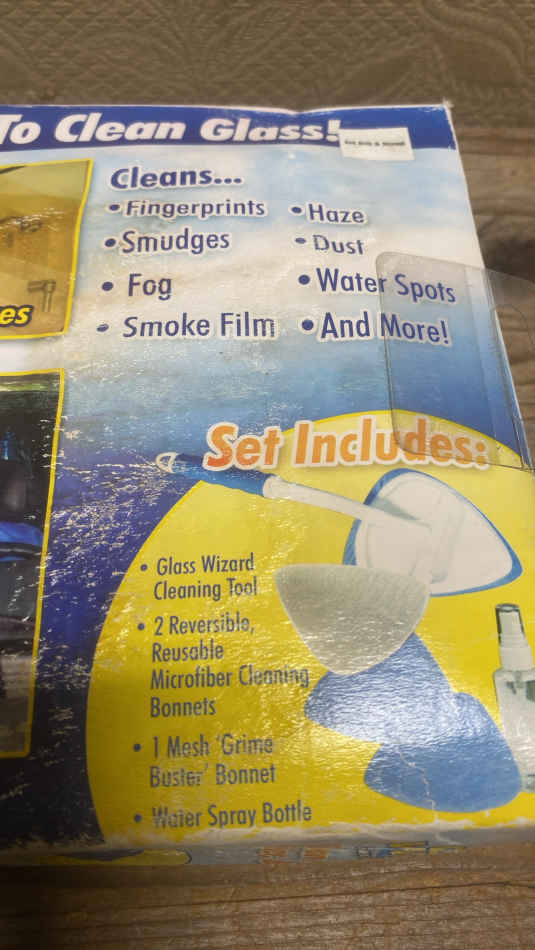 To Clean Glass!
Cleans...
• Fingerprints
• Smudges
• Fog
• Smoke Film
• Haze
• Dust
• Water Spots
• And More!
es
Set Includes:
• Glass Wizard
Cleaning Tool
• 2 Reversible,
Reusable
Microfiber Cleaning
Bonnets
• 1 Mesh 'Grime
Buster' Bonnet
• Water Spray Bottle